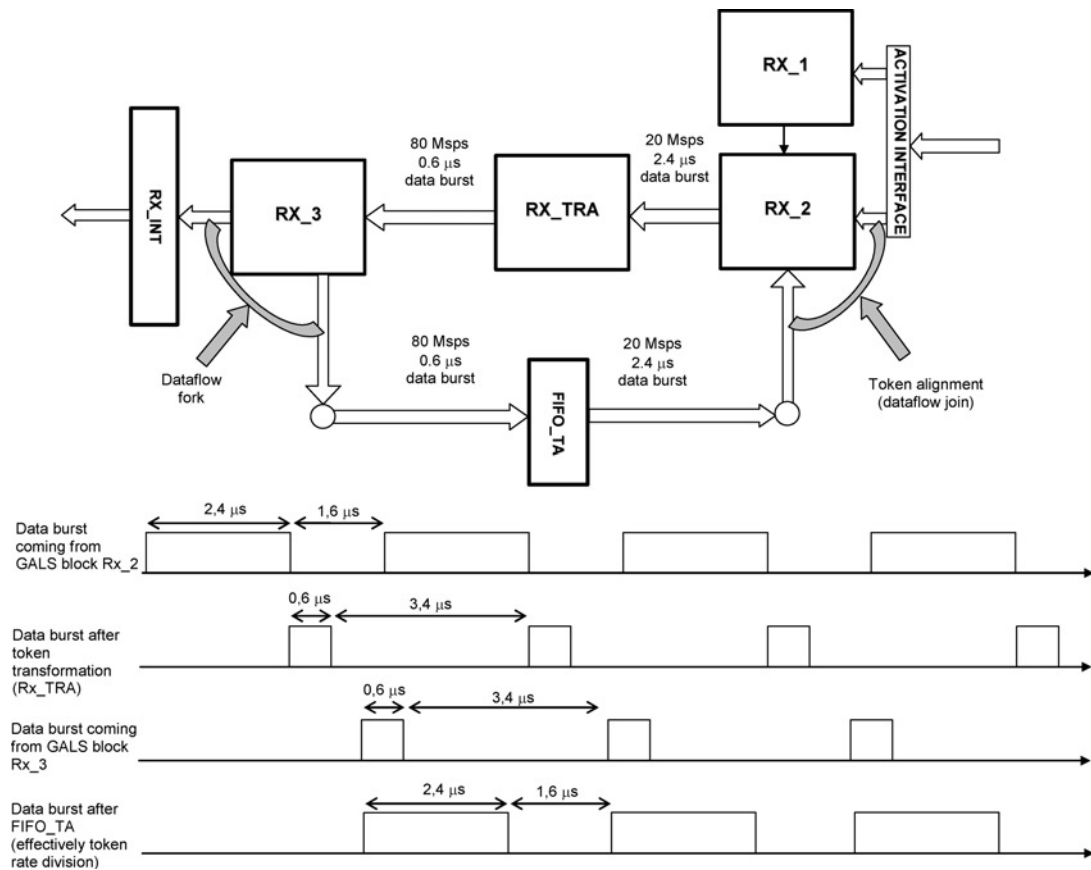 RX_1
ACTIVATION INTERFACE
80 Msps
0.6 μs
data burst
20 Msps
2.4 μs
data burst
RX_INT
RX_3
RX_TRA
RX_2
80 Msps
0.6 μs
data burst
20 Msps
2.4 μs
data burst
Dataflow
fork
FIFO_TA
Token alignment
(dataflow join)
2,4 μs
1,6 μs
Data burst
coming from
GALS block Rx_2
0,6 μs
3,4 μs
Data burst after
token
transformation
(Rx_TRA)
0,6 μs
3,4 μs
Data burst coming
from GALS block
Rx_3
2,4 μs
1,6 μs
Data burst after
FIFO_TA
(effectively token
rate division)